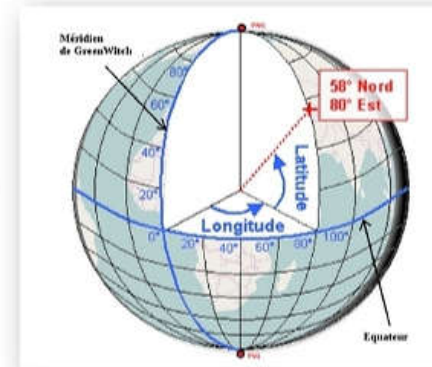 Méridien
de GreenWitch
58° Nord
80° Est
80°
60°
40°
20°
0°
20°
40°
60°
80°
100°
Latitude
Longitude
Equateur